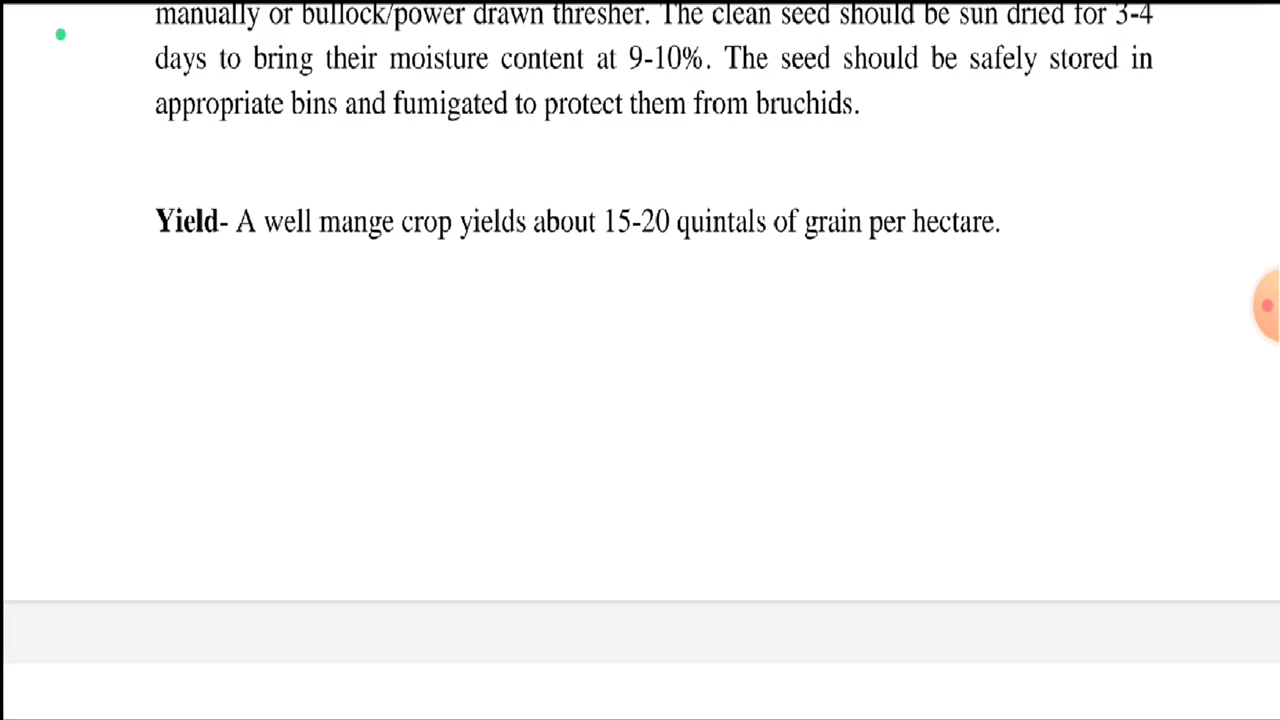 manually or bullock/power drawn thresher. The clean seed should be sun dried for 3-4
days to bring their moisture content at 9-10%. The seed should be safely stored in
appropriate bins and fumigated to protect them from bruchids.
Yield- A well mange crop yields about 15-20 quintals of grain per hectare.